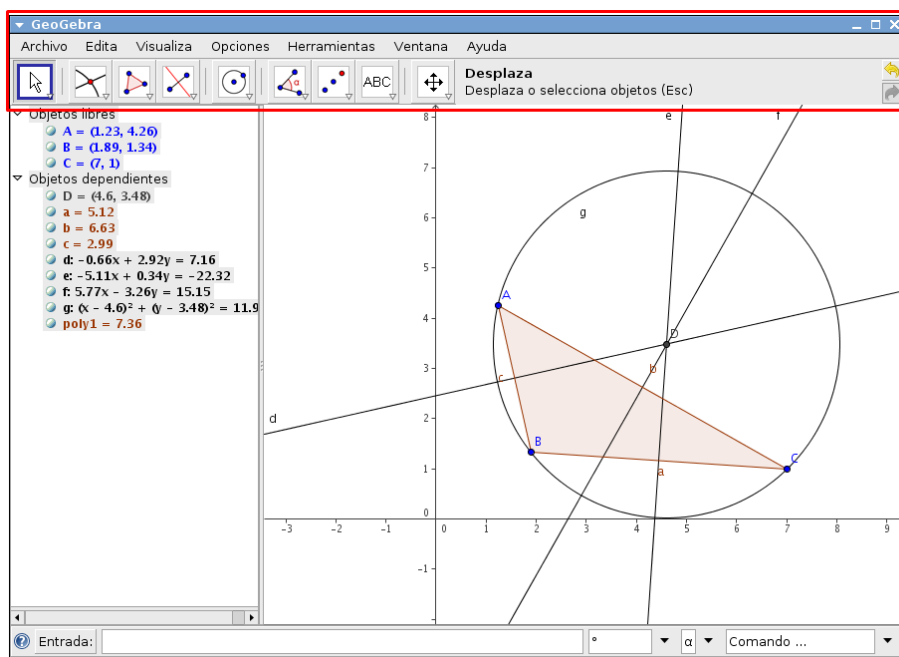 GeoGebra
Archivo Edita Visualiza Opciones Herramientas Ventana Ayuda
α ABC
Desplaza
Desplaza o selecciona objetos (Esc)
Objetos libres
A = (1.23, 4.26)
B = (1.89, 1.34)
C = (7, 1)
Objetos dependientes
D = (4.6, 3.48)
a = 5.12
b = 6.63
c = 2.99
d: -0.66x + 2.92y = 7.16
e: -5.11x + 0.34y = -22.32
f: 5.77x - 3.26y = 15.15
g: (x - 4.6)² + (y - 3.48)² = 11.9
poly1 = 7.36
8 e f
7
6 g
5
A
4
D
3 c b
2
d
B
1 a C
0
-3 -2 -1 0 1 2 3 4 5 6 7 8 9
-1
Entrada: ° α Comando ...